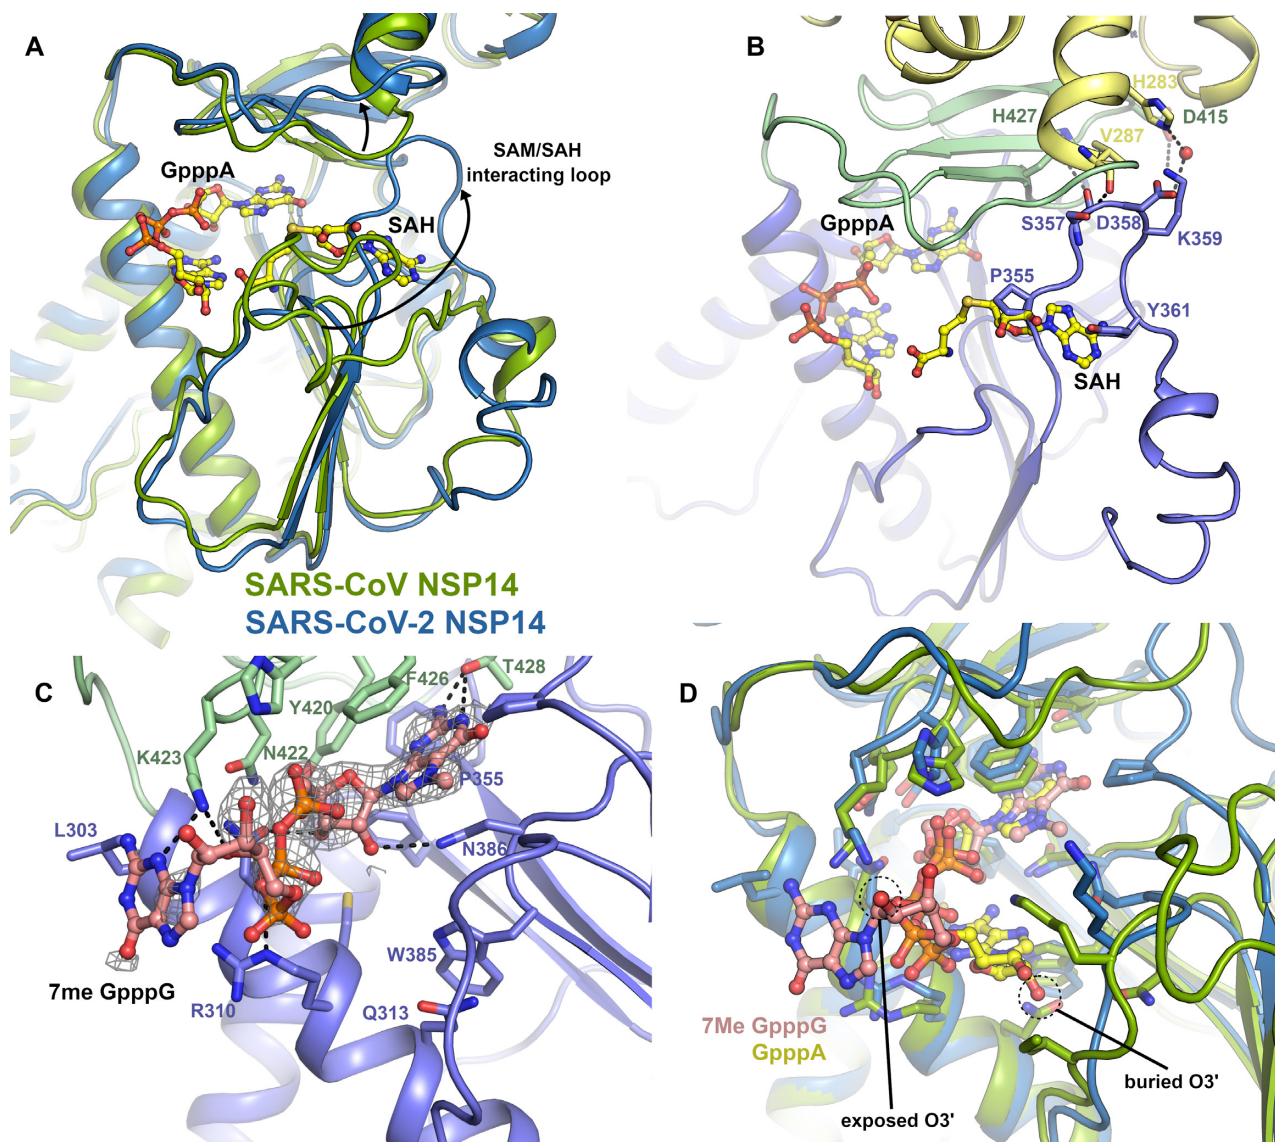 A
GpppA
SAM/SAH
interacting loop
SAH
SARS-CoV NSP14
SARS-CoV-2 NSP14
B
H283
H427
D415
V287
GpppA
S357
D358
K359
P355
Y361
SAH
C
T428
F426
Y420
N422
K423
P355
L303
N386
W385
7me GpppG
R310
Q313
D
7Me GpppG
GpppA
buried O3'
exposed O3'